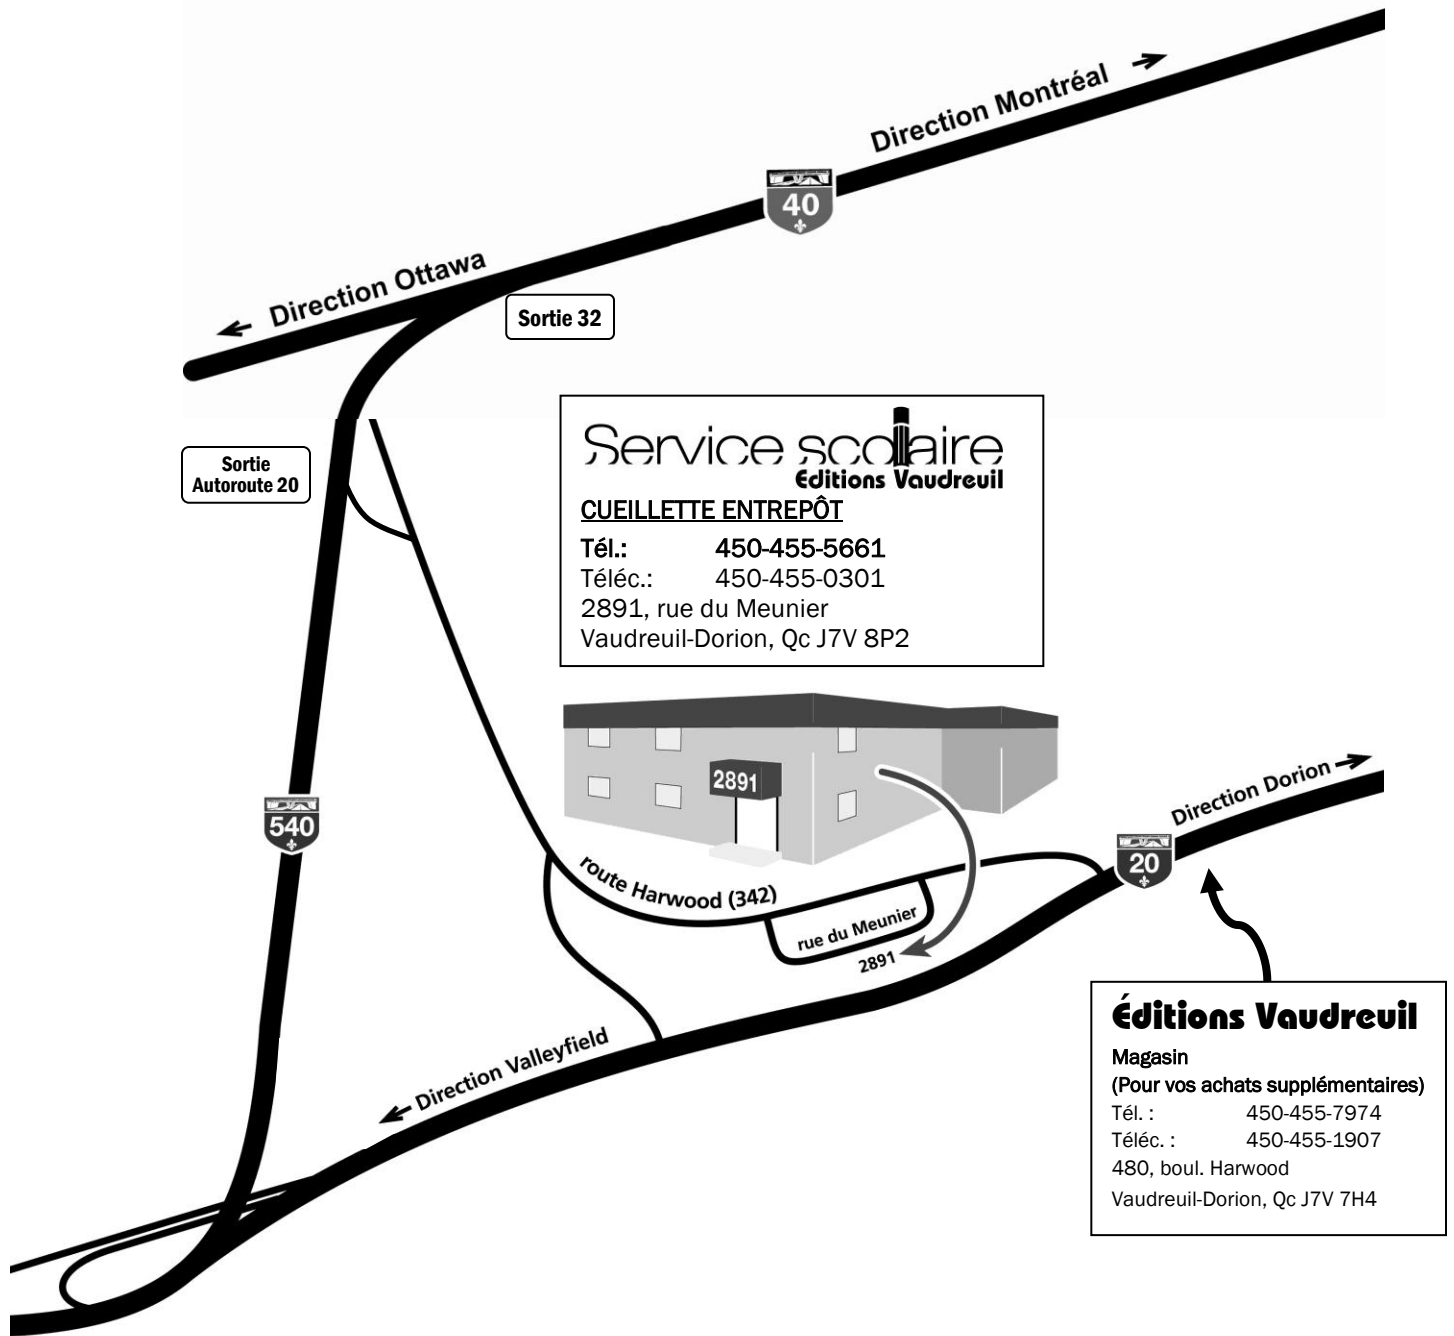 Direction Montréal
40
Direction Ottawa
Sortie 32
Sortie
Autoroute 20
Service scolaire
Editions Vaudreuil
CUEILLETTE ENTREPÔT
Tél.: 450-455-5661
Téléc.: 450-455-0301
2891, rue du Meunier
Vaudreuil-Dorion, Qc J7V 8P2
2891
540
Direction Dorion
20
route Harwood (342)
rue du Meunier
2891
Direction Valleyfield
Éditions Vaudreuil
Magasin
(Pour vos achats supplémentaires)
Tél. : 450-455-7974
Téléc. : 450-455-1907
480, boul. Harwood
Vaudreuil-Dorion, Qc J7V 7H4